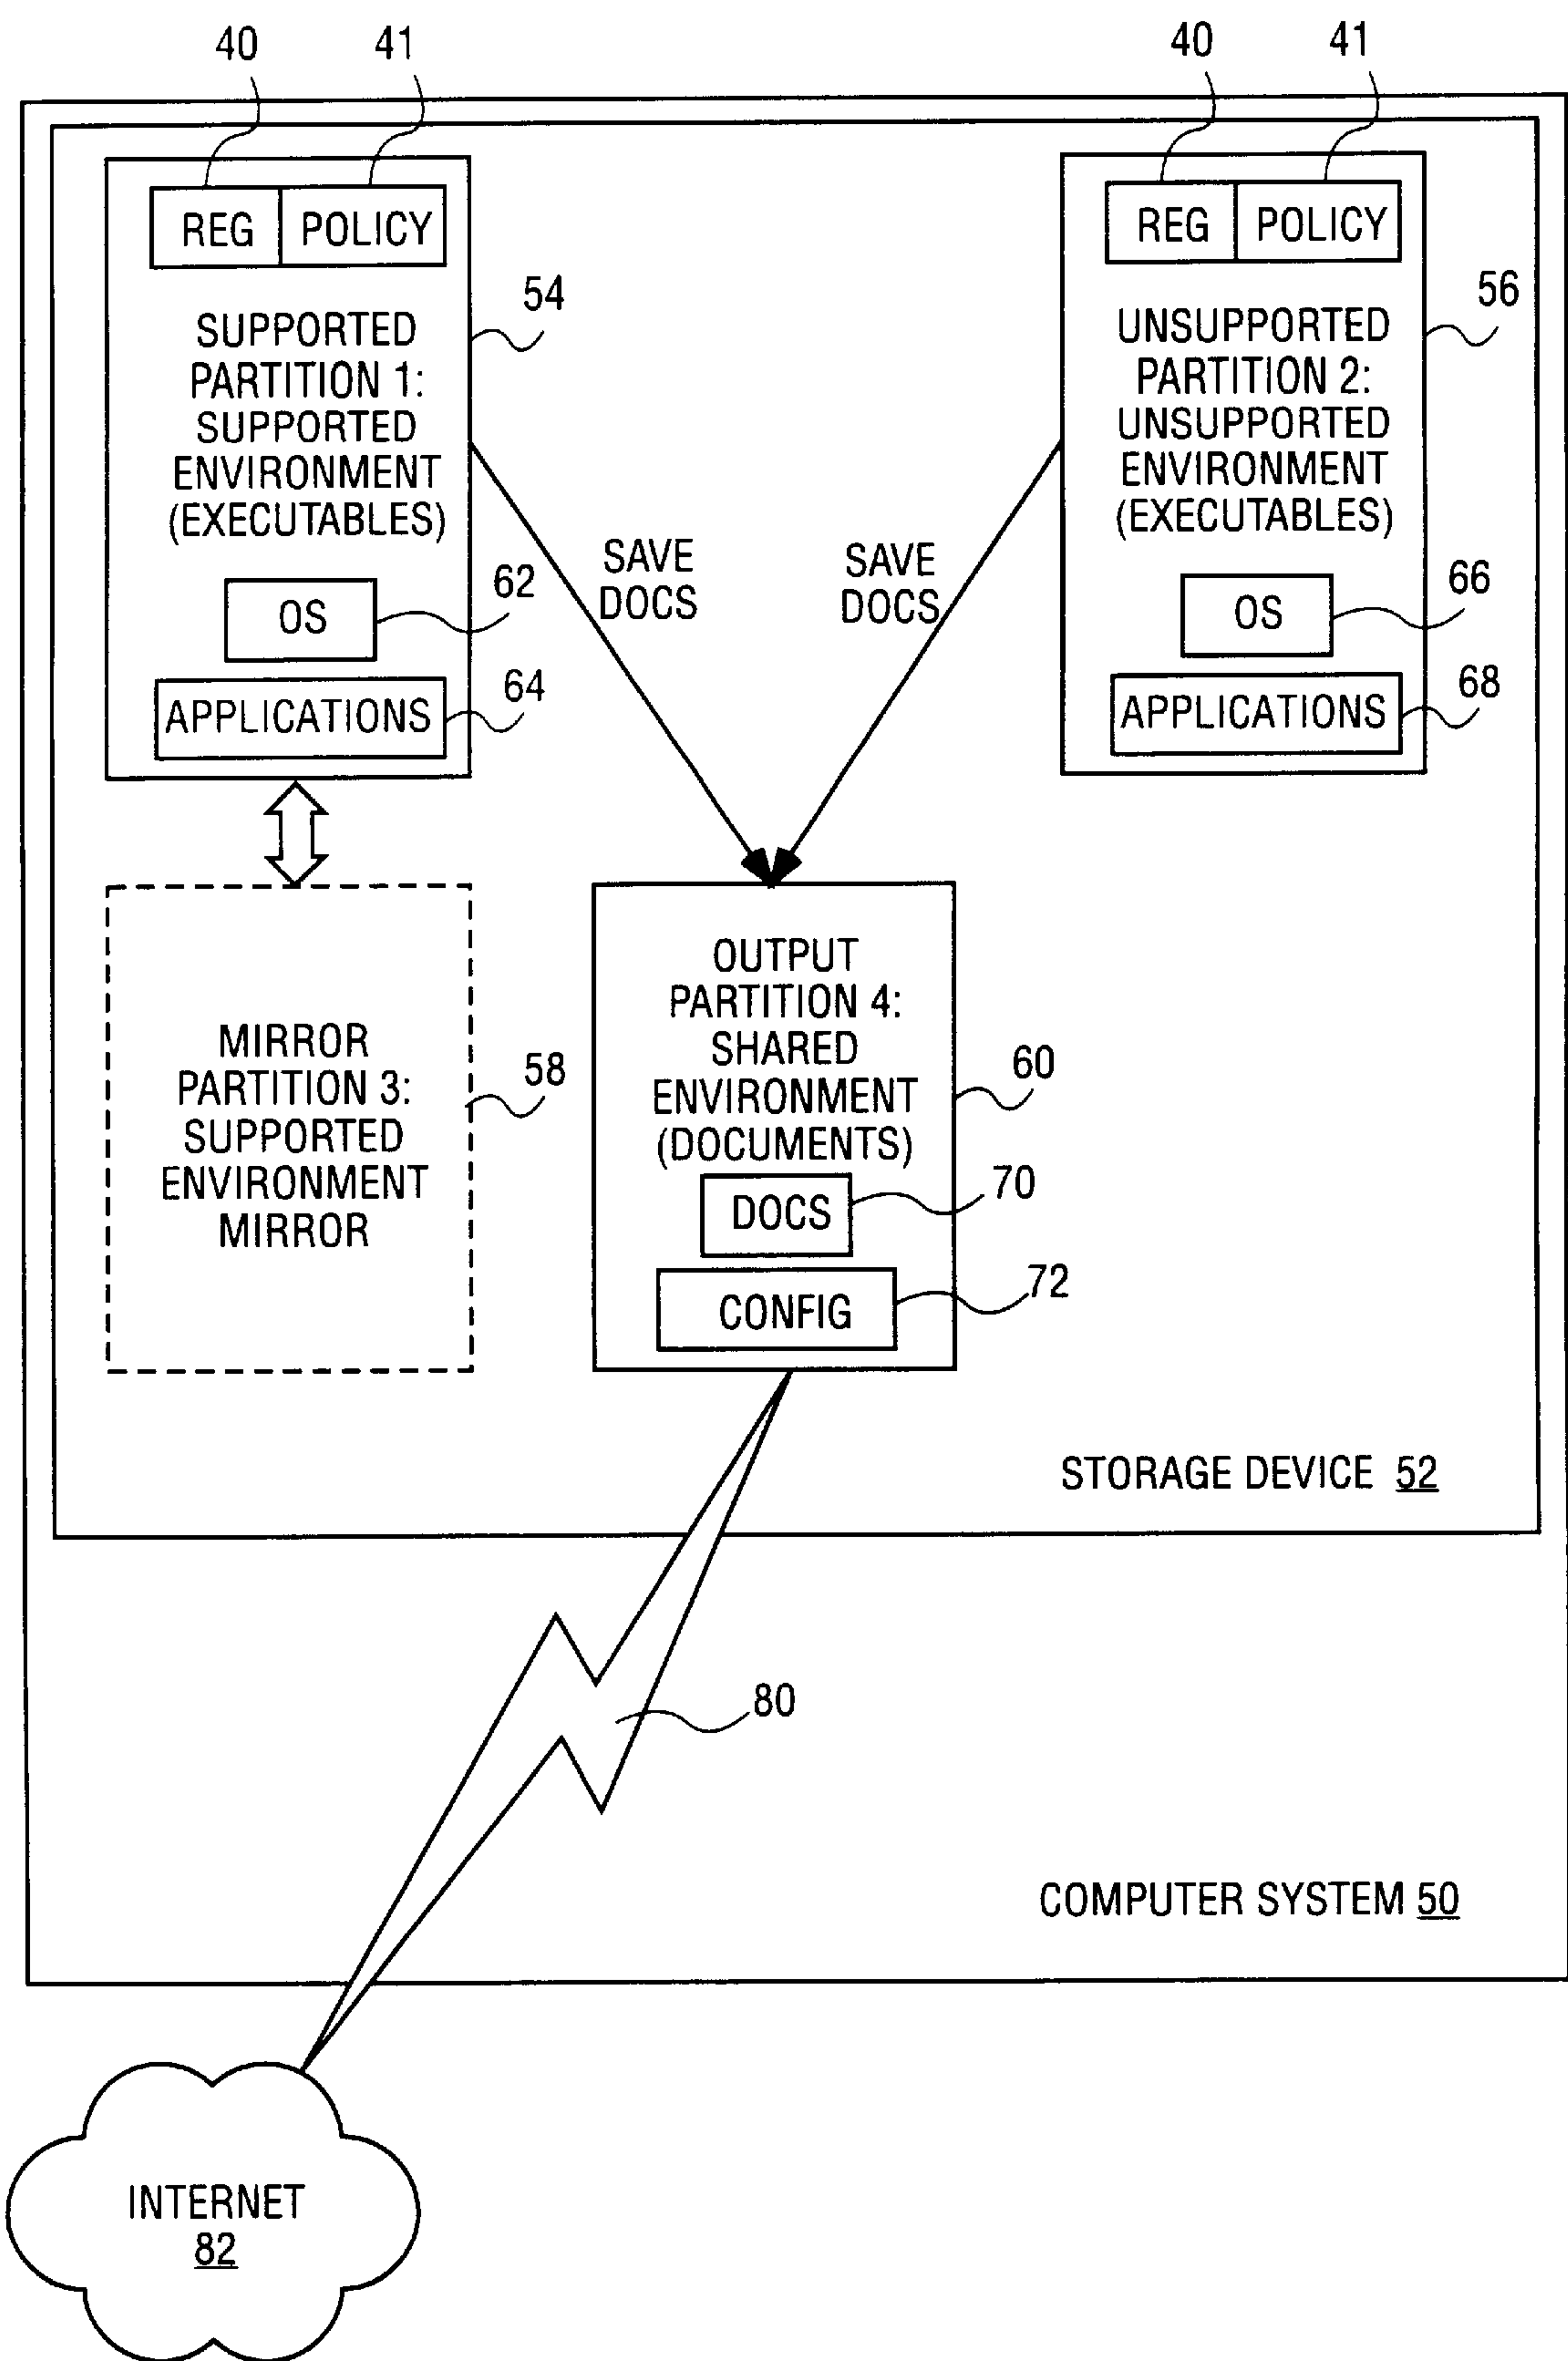 40
41
40
41
REG
POLICY
REG
POLICY
54
56
SUPPORTED
PARTITION 1:
SUPPORTED
ENVIRONMENT
(EXECUTABLES)
UNSUPPORTED
PARTITION 2:
UNSUPPORTED
ENVIRONMENT
(EXECUTABLES)
SAVE
DOCS
SAVE
DOCS
OS
62
OS
66
APPLICATIONS
64
APPLICATIONS
68
MIRROR
PARTITION 3:
SUPPORTED
ENVIRONMENT
MIRROR
58
OUTPUT
PARTITION 4:
SHARED
ENVIRONMENT
(DOCUMENTS)
60
DOCS
70
CONFIG
72
STORAGE DEVICE 52
80
COMPUTER SYSTEM 50
INTERNET
82